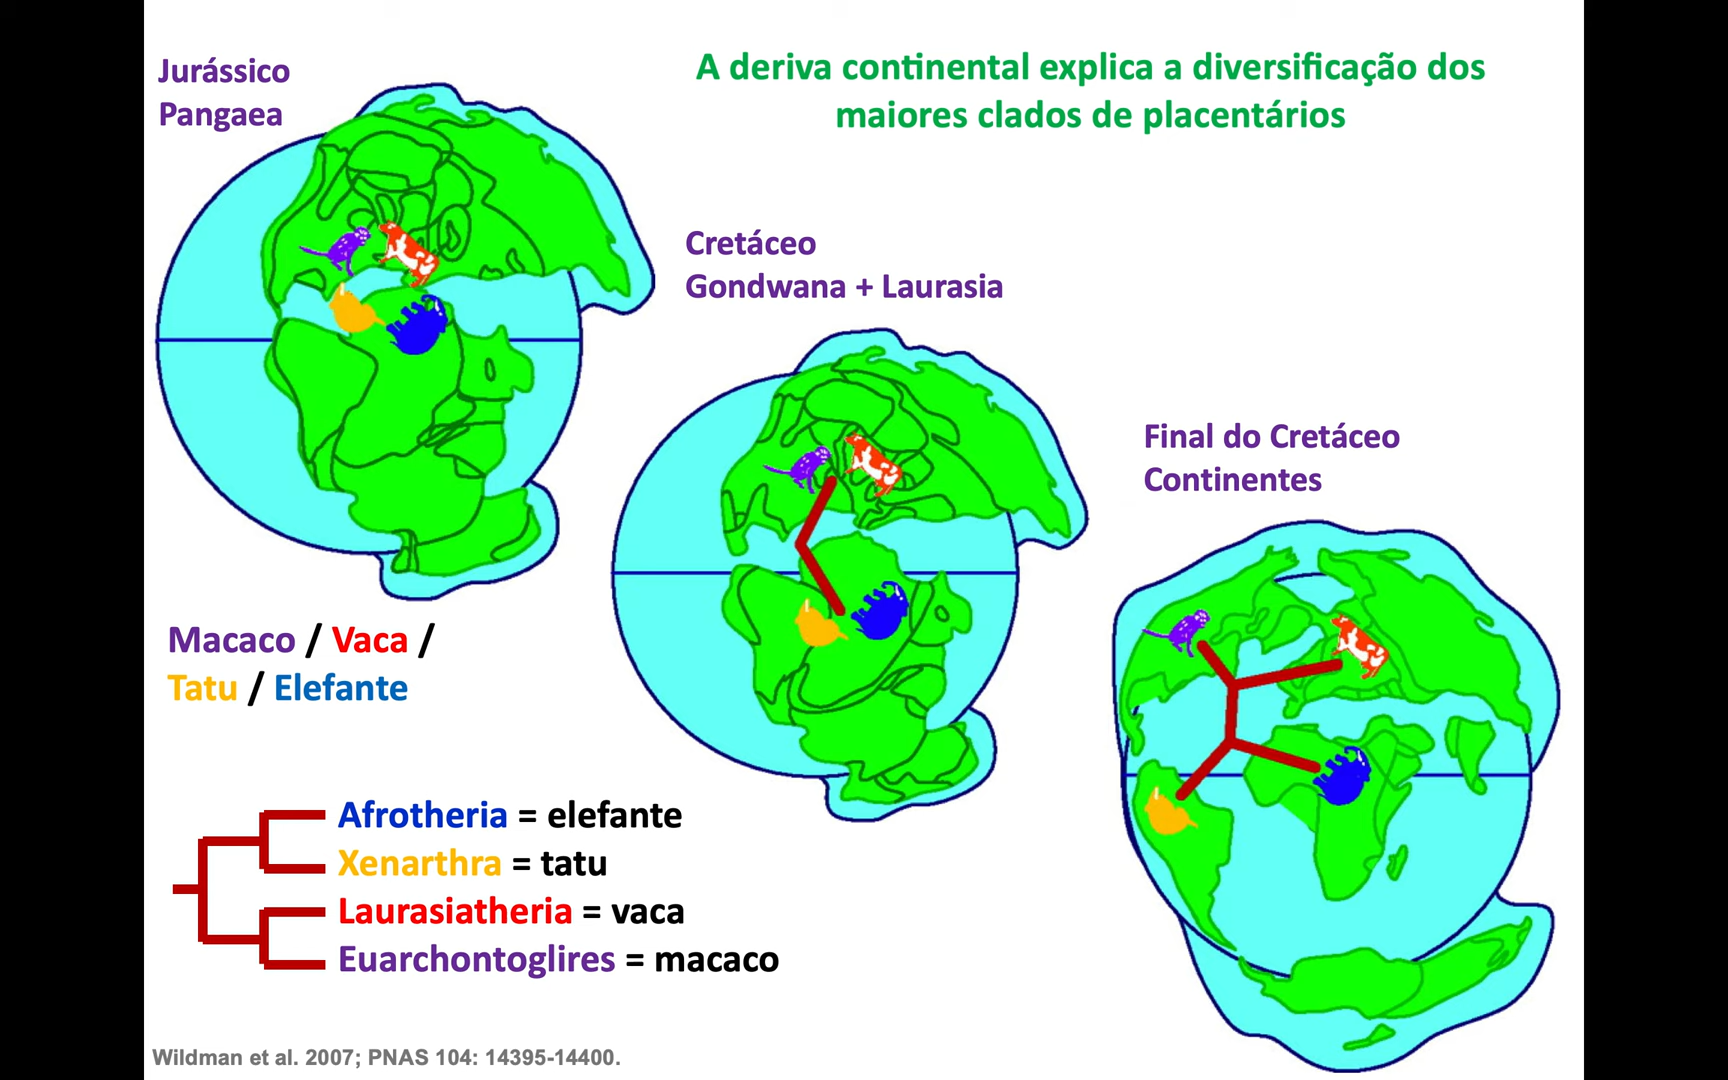 A deriva continental explica a diversificação dos
maiores clados de placentários
Jurássico
Pangaea
Cretáceo
Gondwana + Laurasia
Final do Cretáceo
Continentes
Macaco / Vaca /
Tatu / Elefante
Afrotheria = elefante
Xenarthra = tatu
Laurasiatheria = vaca
Euarchontoglires = macaco
Wildman et al. 2007; PNAS 104: 14395-14400.